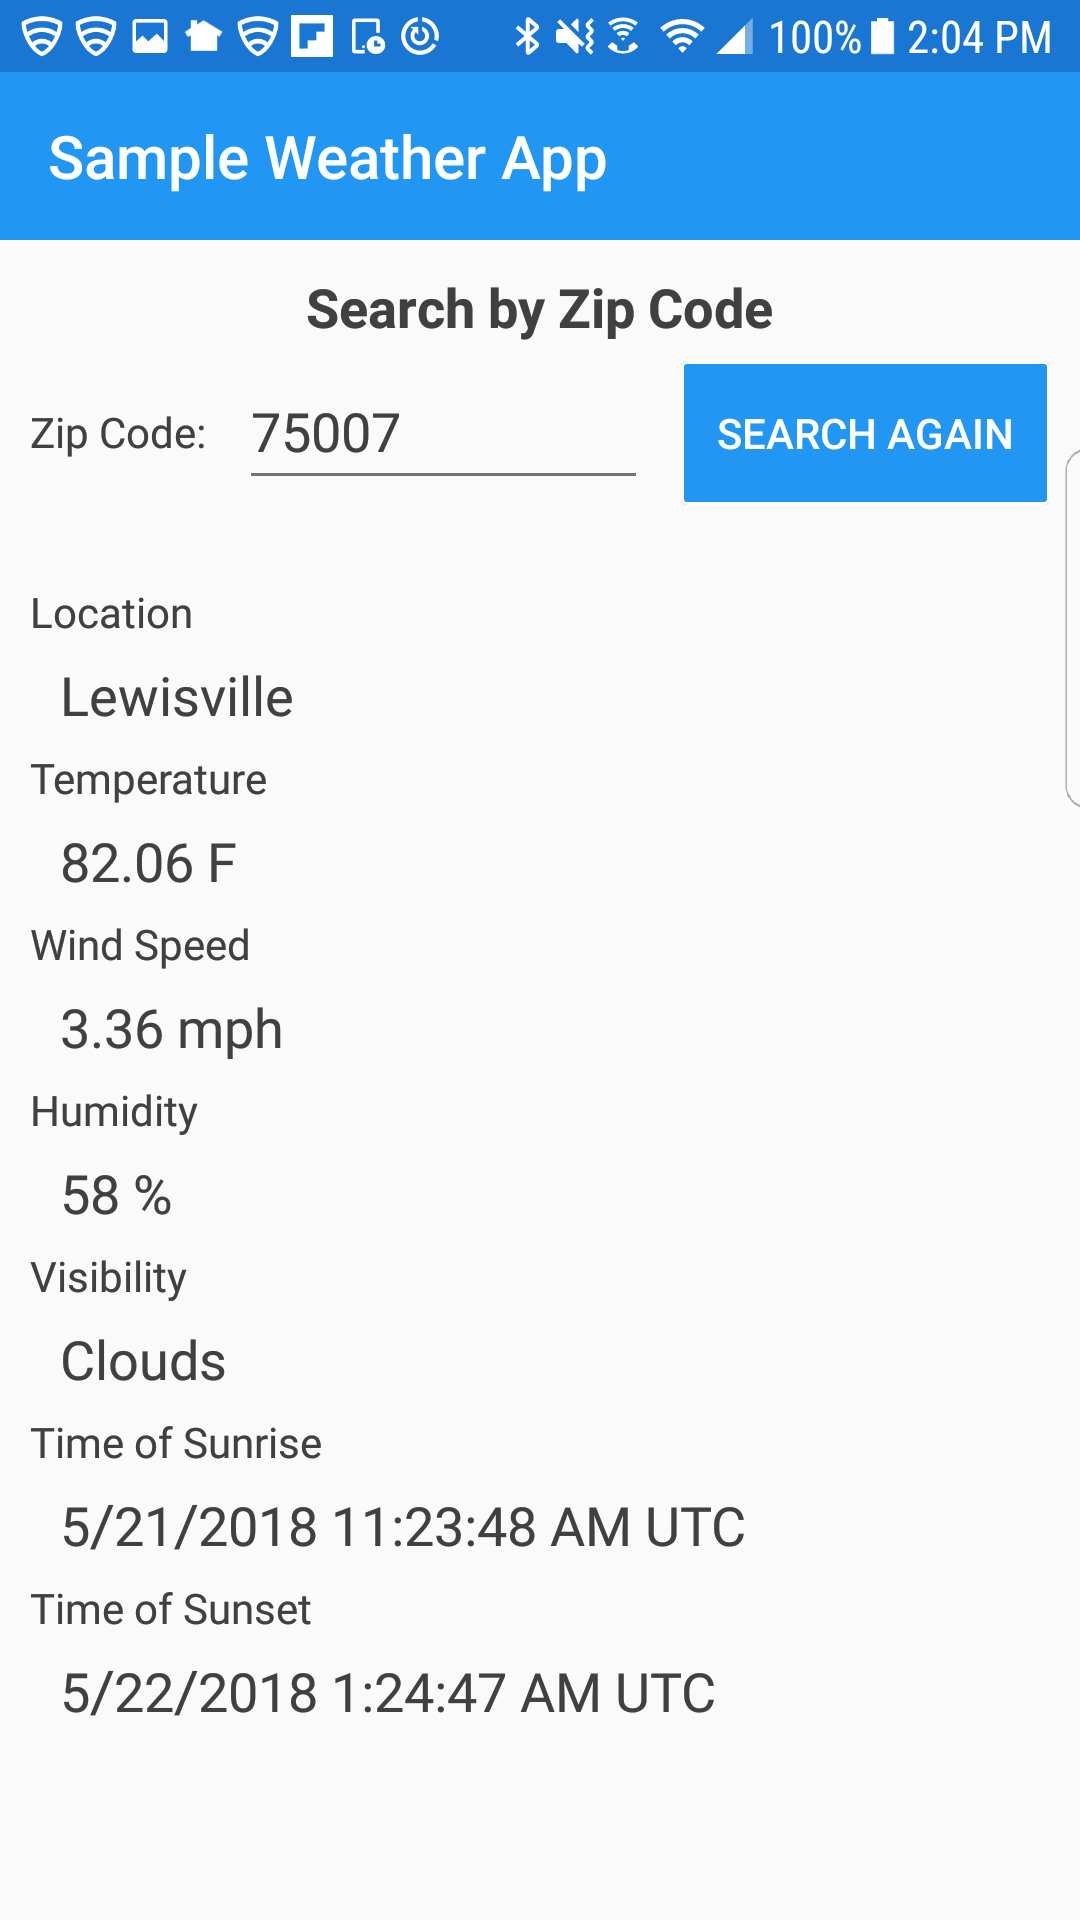 100% 2:04 PM
Sample Weather App
Search by Zip Code
Zip Code: 75007 SEARCH AGAIN
Location
Lewisville
Temperature
82.06 F
Wind Speed
3.36 mph
Humidity
58 %
Visibility
Clouds
Time of Sunrise
5/21/2018 11:23:48 AM UTC
Time of Sunset
5/22/2018 1:24:47 AM UTC